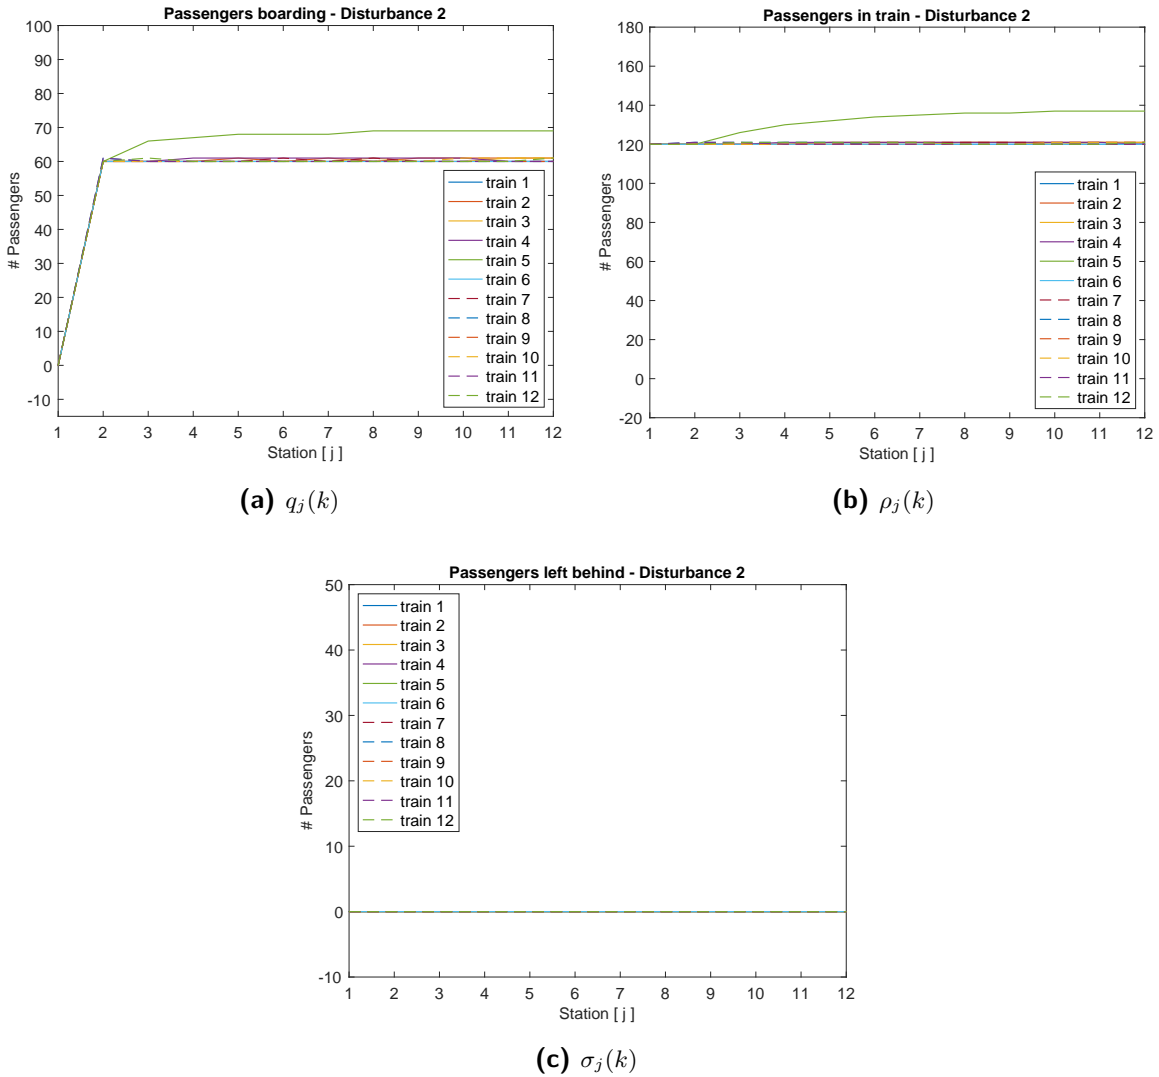 Passengers boarding - Disturbance 2
100
90
80
70
60
50
40
30
20
10
0
-10
# Passengers
1 2 3 4 5 6 7 8 9 10 11 12
Station [ j ]
train 1
train 2
train 3
train 4
train 5
train 6
train 7
train 8
train 9
train 10
train 11
train 12
(a) qj(k)
Passengers in train - Disturbance 2
180
160
140
120
100
80
60
40
20
0
-20
# Passengers
1 2 3 4 5 6 7 8 9 10 11 12
Station [ j ]
train 1
train 2
train 3
train 4
train 5
train 6
train 7
train 8
train 9
train 10
train 11
train 12
(b) ρj(k)
Passengers left behind - Disturbance 2
50
40
30
20
10
0
-10
# Passengers
1 2 3 4 5 6 7 8 9 10 11 12
Station [ j ]
train 1
train 2
train 3
train 4
train 5
train 6
train 7
train 8
train 9
train 10
train 11
train 12
(c) σj(k)